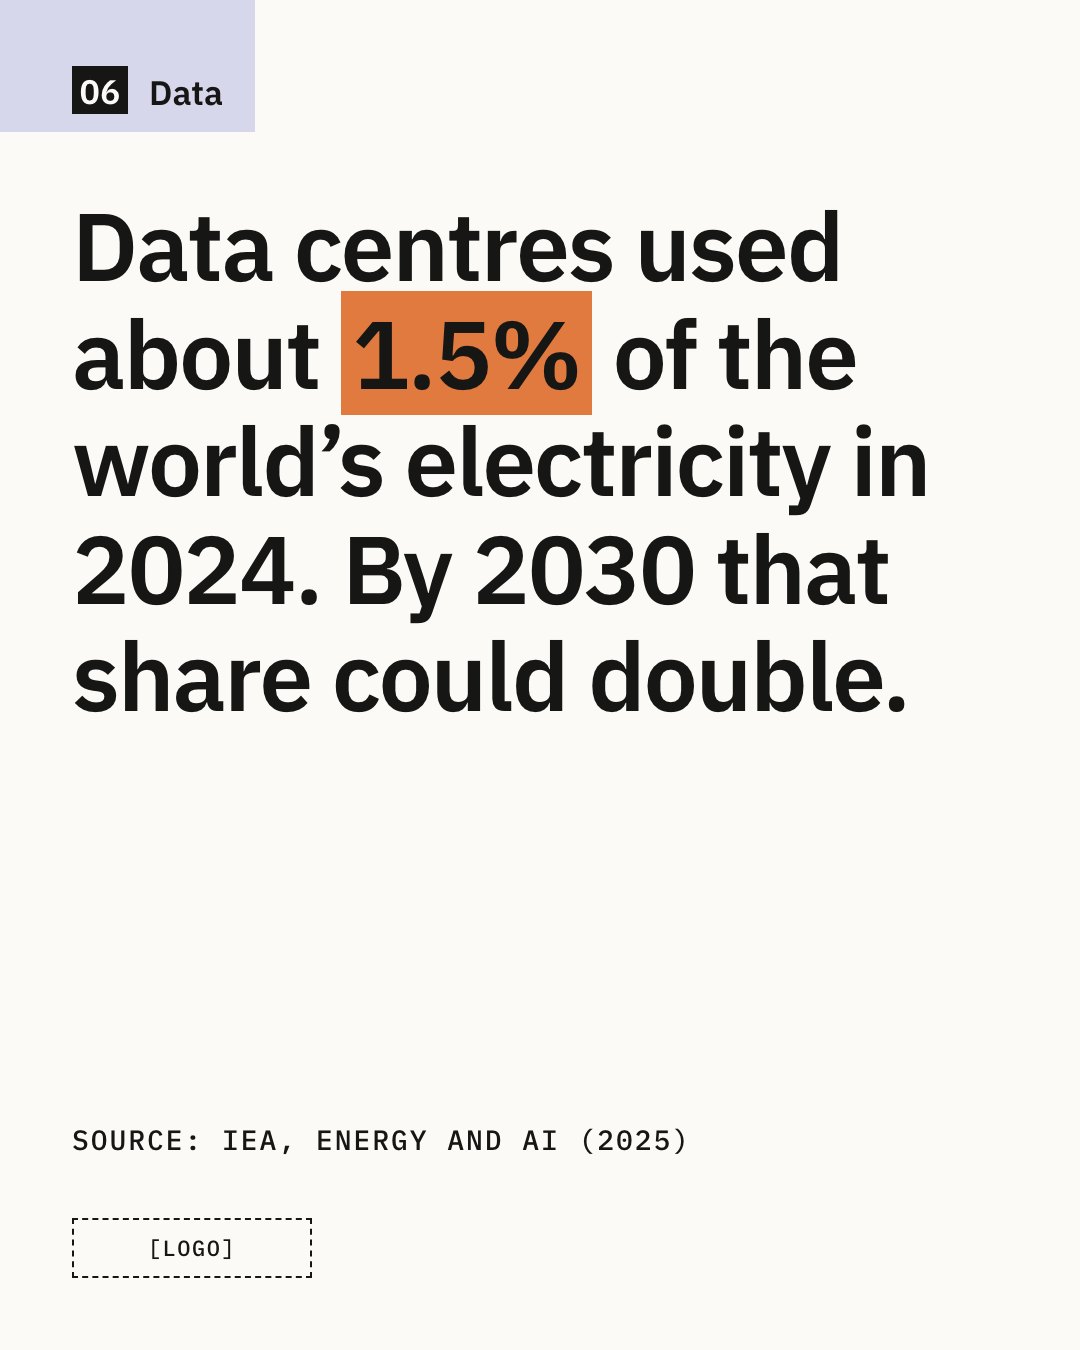 06 Data
Data centres used
about 1.5% of the
world’s electricity in
2024. By 2030 that
share could double.
SOURCE: IEA, ENERGY AND AI (2025)
[LOGO]